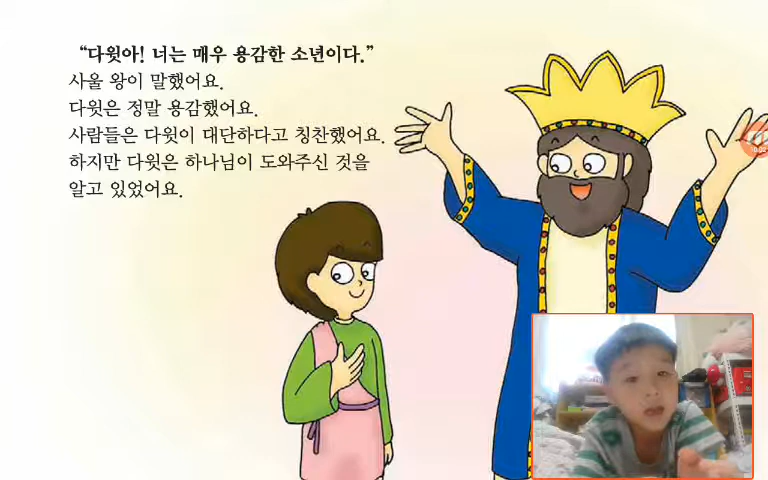 “다윗아! 너는 매우 용감한 소년이다.”
사울 왕이 말했어요.
다윗은 정말 용감했어요.
사람들은 다윗이 대단하다고 칭찬했어요.
하지만 다윗은 하나님이 도와주신 것을
알고 있었어요.